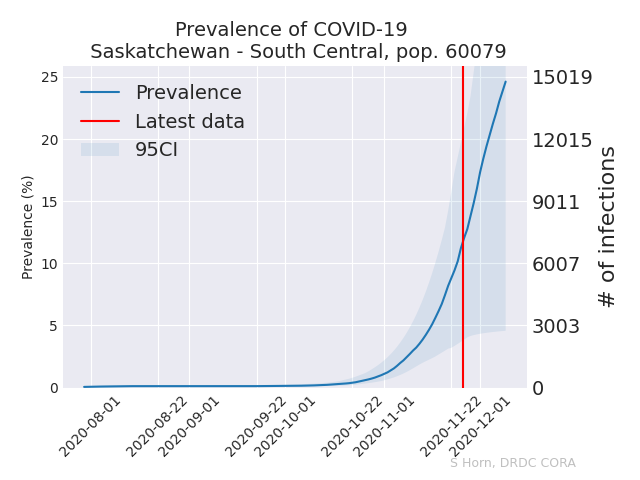 Prevalence of COVID-19
Saskatchewan - South Central, pop. 60079
Prevalence
Latest data
95CI
Prevalence (%)
25
20
15
10
5
0
15019
12015
9011
6007
3003
0
# of infections
2020-08-01
2020-08-22
2020-09-01
2020-09-22
2020-10-01
2020-10-22
2020-11-01
2020-11-22
2020-12-01
S Horn, DRDC CORA